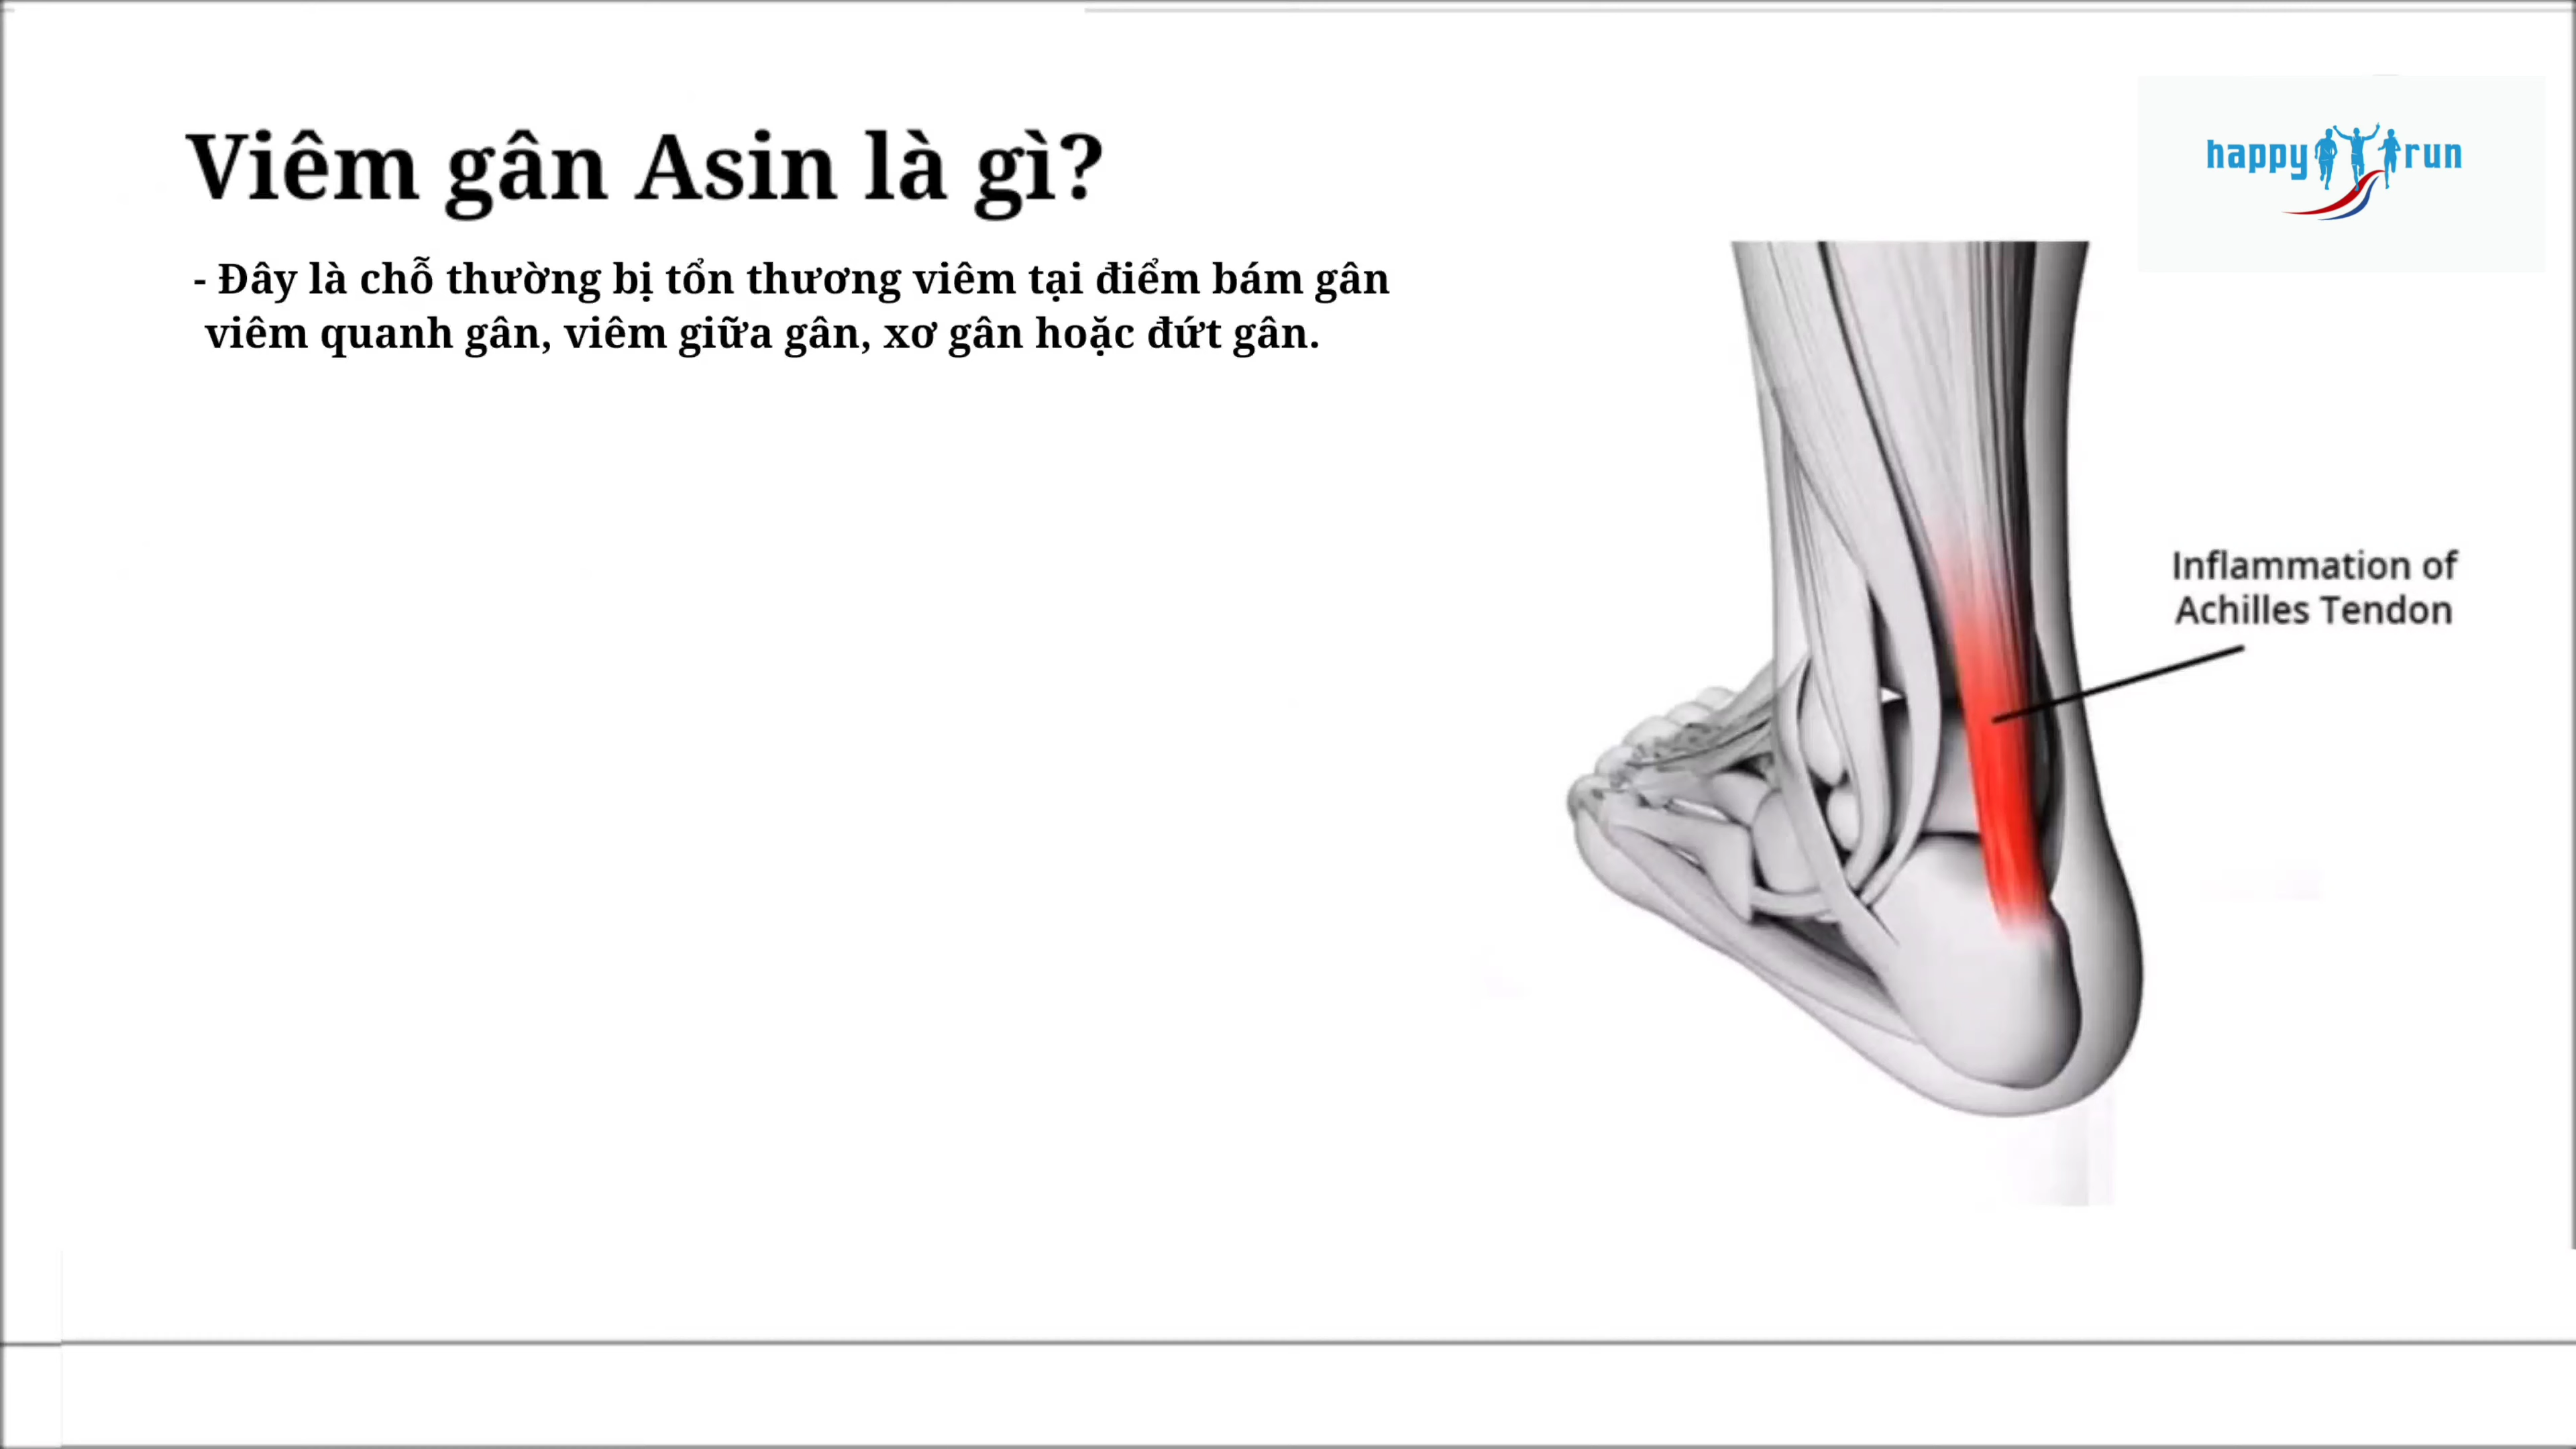 Viêm gân Asin là gì?
happy run
- Đây là chỗ thường bị tổn thương viêm tại điểm bám gân
viêm quanh gân, viêm giữa gân, xơ gân hoặc đứt gân.
Inflammation of
Achilles Tendon